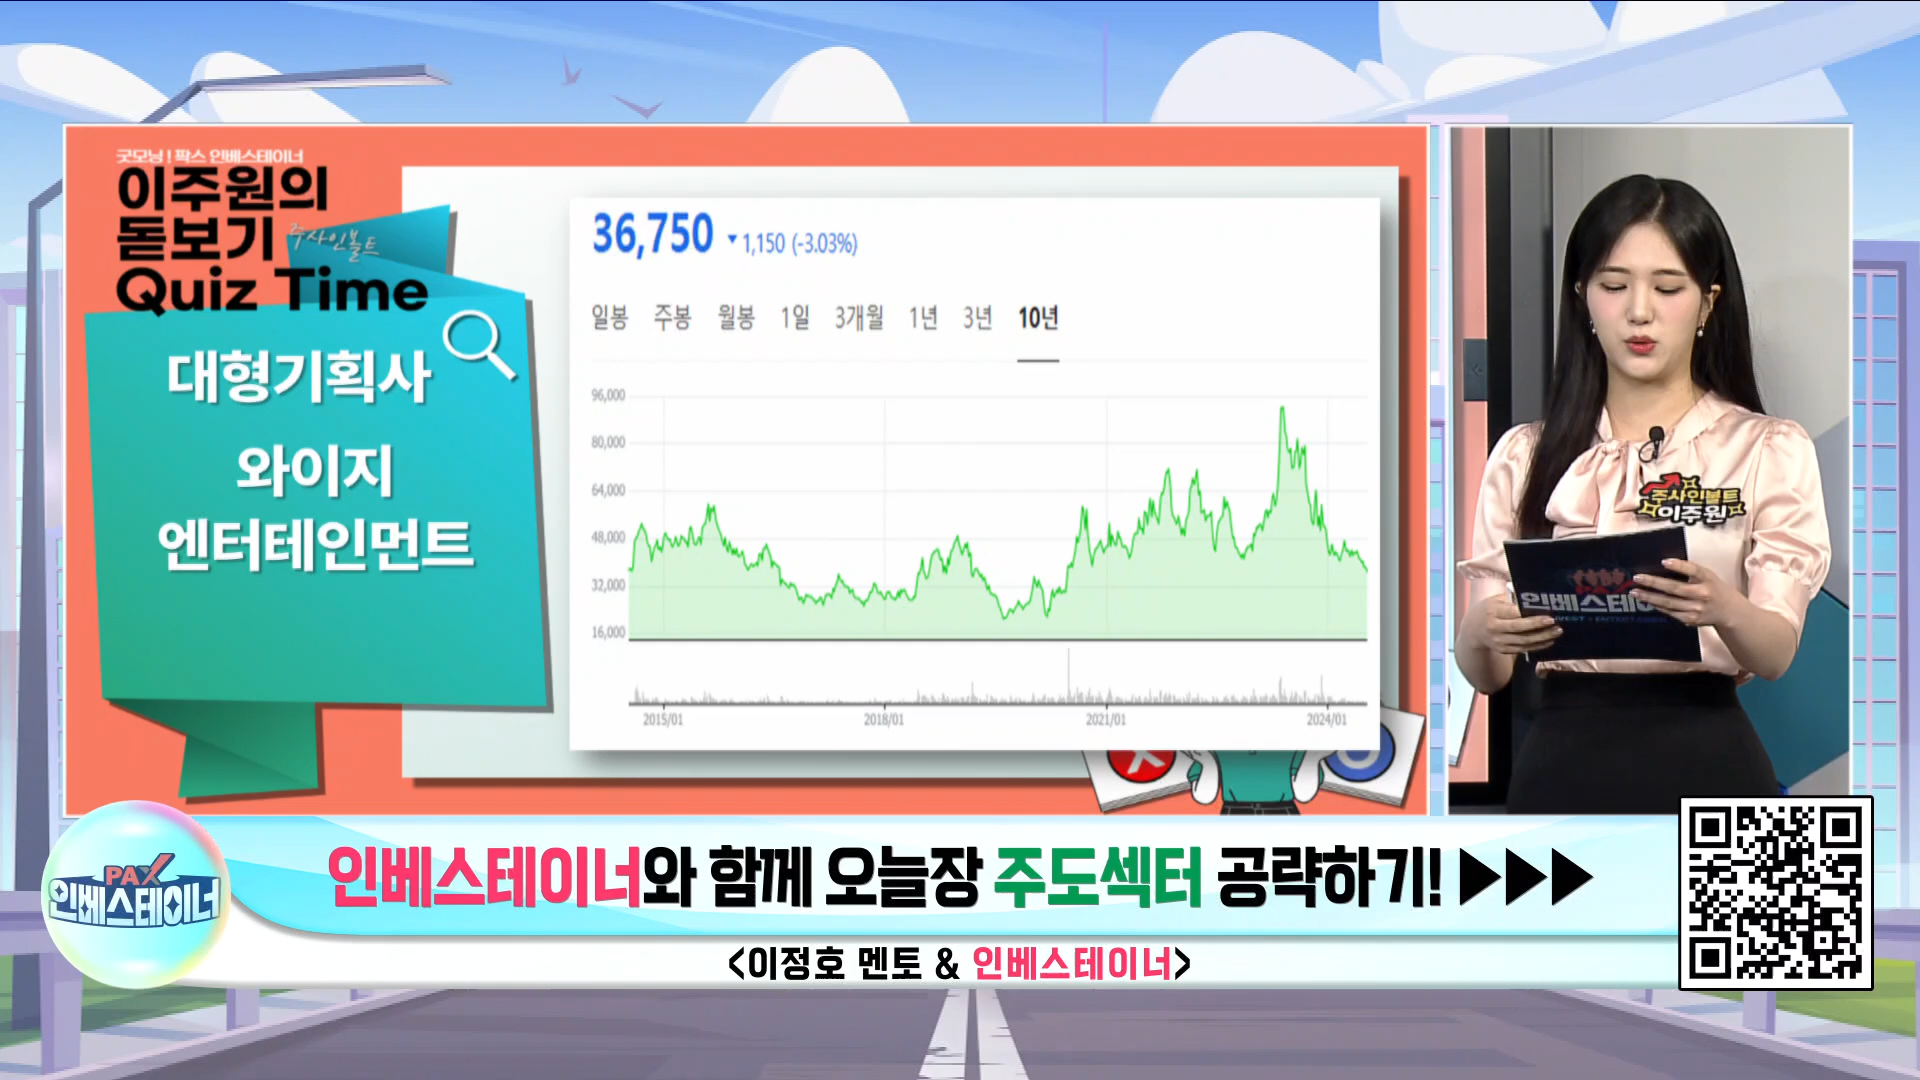 굿모닝! 팍스 인베스테이너
이주원의
돋보기 주사인볼트
Quiz Time
대형기획사
와이지
엔터테인먼트
36,750 ▼1,150 (-3.03%)
일봉 주봉 월봉 1일 3개월 1년 3년 10년
96,000
80,000
64,000
48,000
32,000
16,000
2015/01 2018/01 2021/01 2024/01
주사인볼트
이주원
인베스테이
PAX
인베스테이너
인베스테이너와 함께 오늘장 주도섹터 공략하기! ▶▶▶
<이정호 멘토 & 인베스테이너>